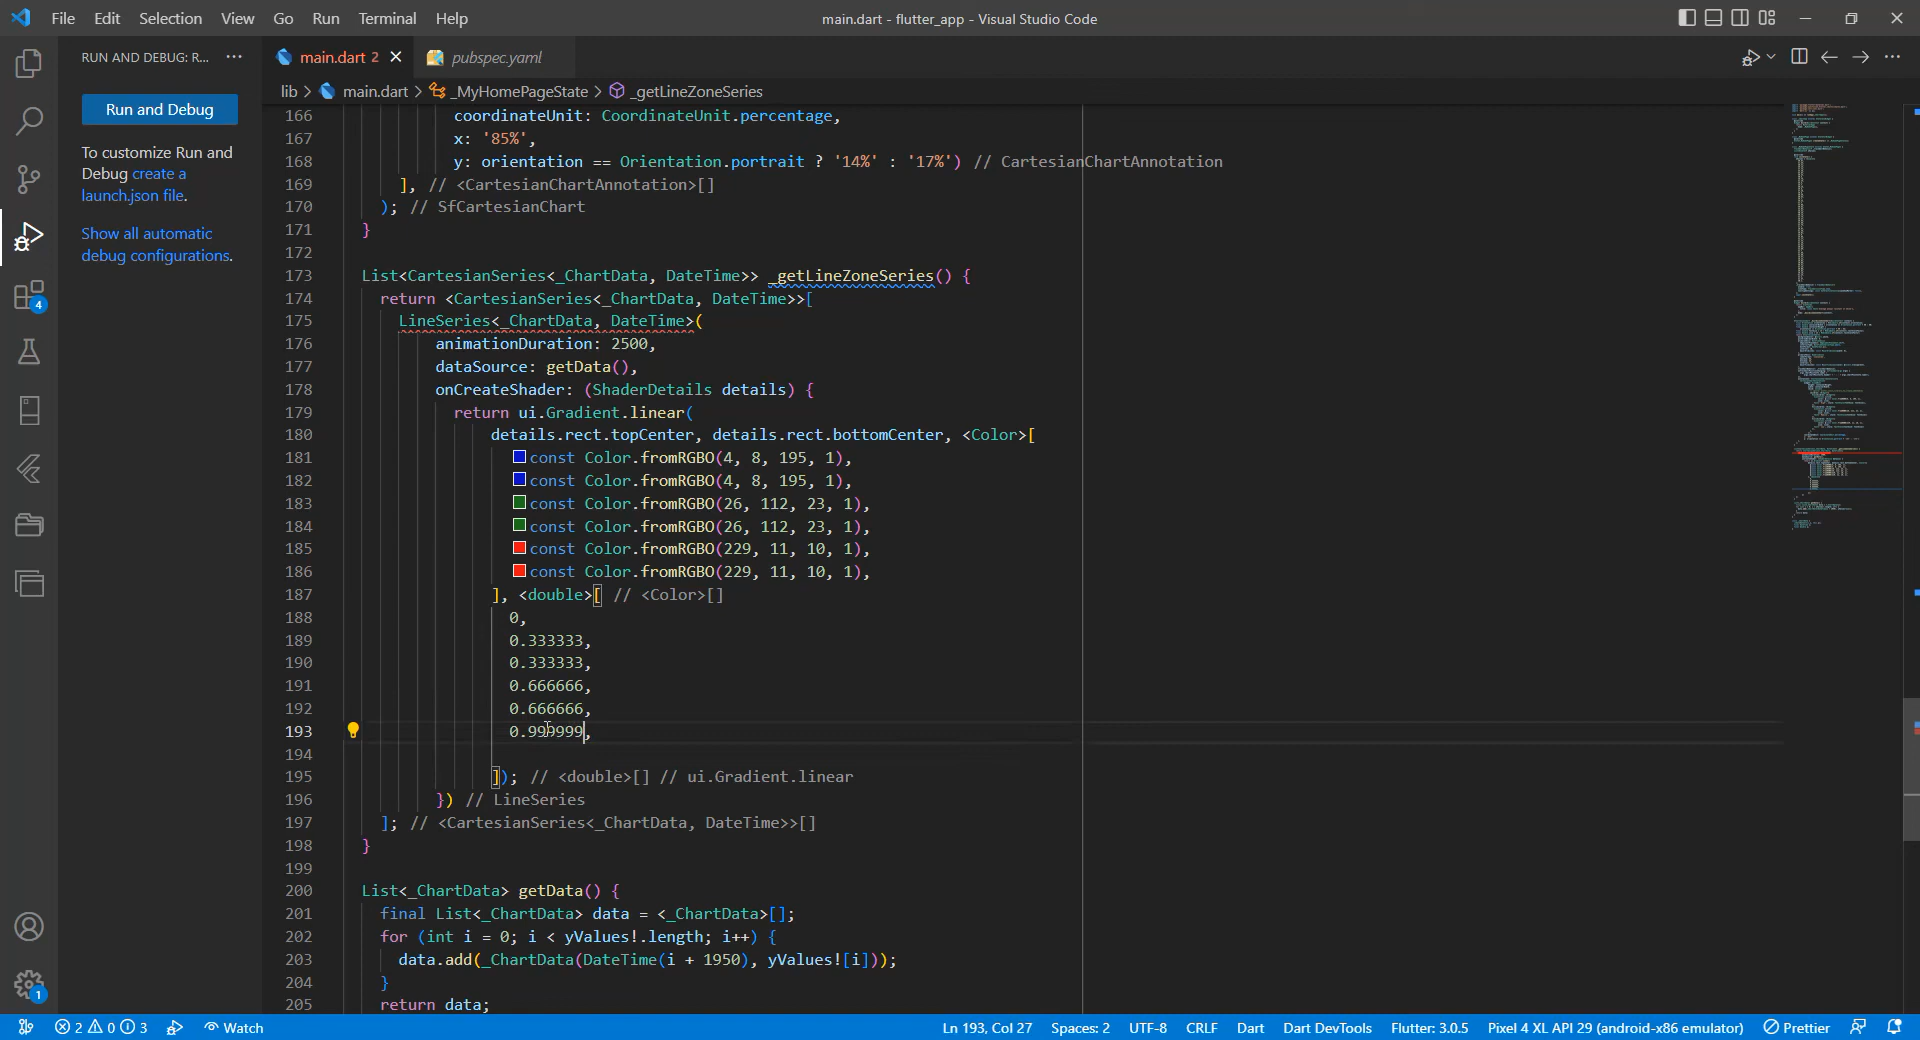 File Edit Selection View Go Run Terminal Help
main.dart - flutter_app - Visual Studio Code
RUN AND DEBUG: R...
main.dart 2
pubspec.yaml
lib > main.dart > _MyHomePageState > _getLineZoneSeries
Run and Debug
To customize Run and
Debug create a
launch.json file.
Show all automatic
debug configurations.
4
1
166 coordinateUnit: CoordinateUnit.percentage,
167 x: '85%',
168 y: orientation == Orientation.portrait ? '14%' : '17%') // CartesianChartAnnotation
169 ], // <CartesianChartAnnotation>[]
170 ); // SfCartesianChart
171 }
172
173 List<CartesianSeries<_ChartData, DateTime>> _getLineZoneSeries() {
174 return <CartesianSeries<_ChartData, DateTime>>[
175 LineSeries<_ChartData, DateTime>(
176 animationDuration: 2500,
177 dataSource: getData(),
178 onCreateShader: (ShaderDetails details) {
179 return ui.Gradient.linear(
180 details.rect.topCenter, details.rect.bottomCenter, <Color>[
181 const Color.fromRGBO(4, 8, 195, 1),
182 const Color.fromRGBO(4, 8, 195, 1),
183 const Color.fromRGBO(26, 112, 23, 1),
184 const Color.fromRGBO(26, 112, 23, 1),
185 const Color.fromRGBO(229, 11, 10, 1),
186 const Color.fromRGBO(229, 11, 10, 1),
187 ], <double>[ // <Color>[]
188 0,
189 0.333333,
190 0.333333,
191 0.666666,
192 0.666666,
193 0.999999,
194
195 ]); // <double>[] // ui.Gradient.linear
196 }) // LineSeries
197 ]; // <CartesianSeries<_ChartData, DateTime>>[]
198 }
199
200 List<_ChartData> getData() {
201 final List<_ChartData> data = <_ChartData>[];
202 for (int i = 0; i < yValues!.length; i++) {
203 data.add(_ChartData(DateTime(i + 1950), yValues![i]));
204 }
205 return data;
2 0 3 Watch
Ln 193, Col 27 Spaces: 2 UTF-8 CRLF Dart Dart DevTools Flutter: 3.0.5 Pixel 4 XL API 29 (android-x86 emulator) Prettier